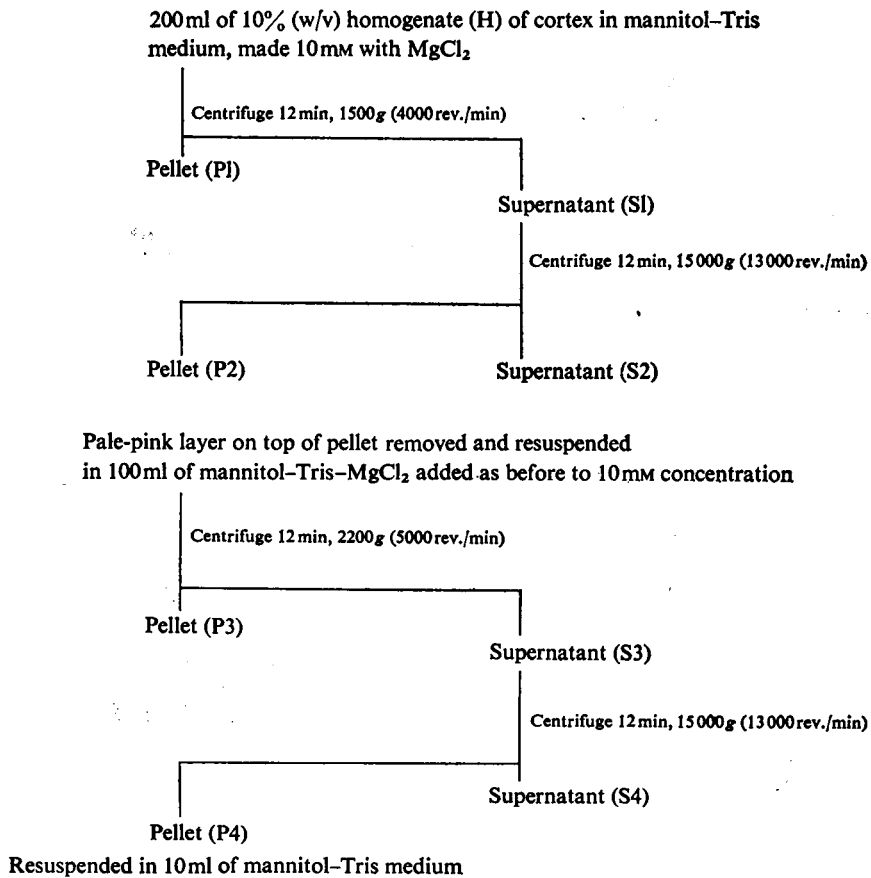 200 ml of 10% (w/v) homogenate (H) of cortex in mannitol–Tris
medium, made 10 mM with MgCl₂
Centrifuge 12 min, 1500g (4000 rev./min)
Pellet (P1)
Supernatant (S1)
Centrifuge 12 min, 15000g (13000 rev./min)
Pellet (P2)
Supernatant (S2)
Pale-pink layer on top of pellet removed and resuspended
in 100 ml of mannitol–Tris–MgCl₂ added as before to 10 mM concentration
Centrifuge 12 min, 2200g (5000 rev./min)
Pellet (P3)
Supernatant (S3)
Centrifuge 12 min, 15000g (13000 rev./min)
Supernatant (S4)
Pellet (P4)
Resuspended in 10 ml of mannitol–Tris medium